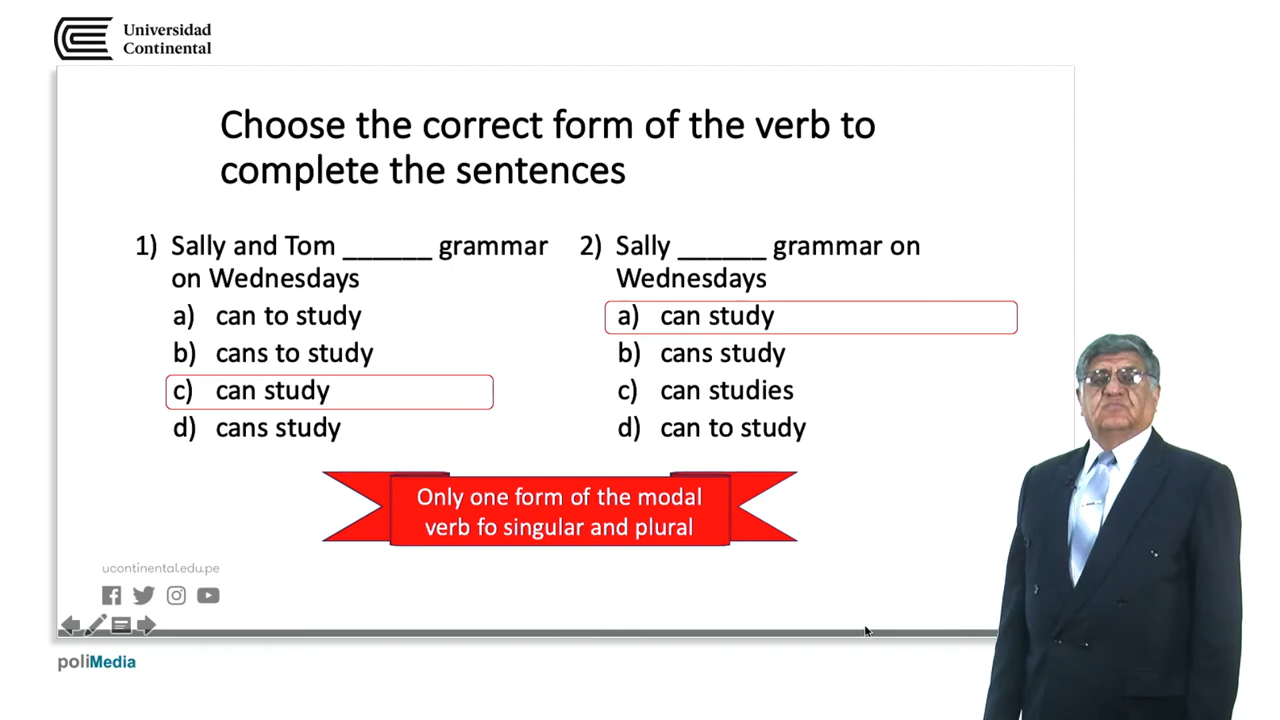 Universidad
Continental
Choose the correct form of the verb to
complete the sentences
1) Sally and Tom ______ grammar
on Wednesdays
a) can to study
b) cans to study
c) can study
d) cans study
2) Sally ______ grammar on
Wednesdays
a) can study
b) cans study
c) can studies
d) can to study
Only one form of the modal
verb fo singular and plural
ucontinental.edu.pe
poliMedia